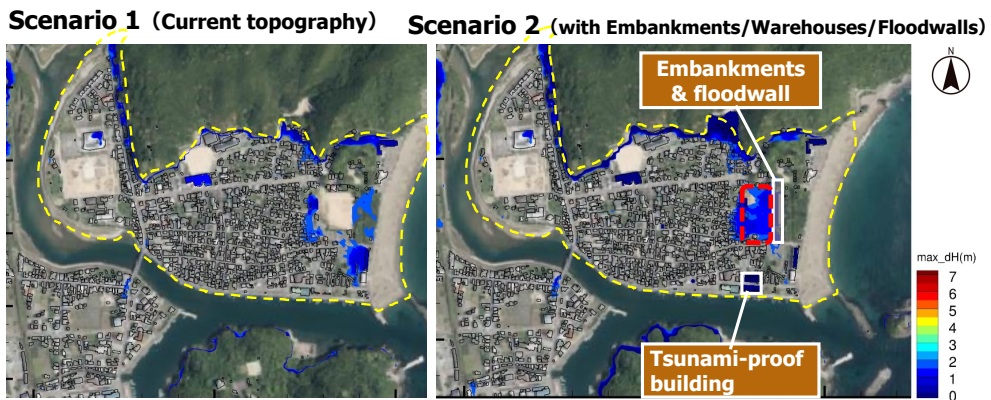 Scenario 1 (Current topography)
Scenario 2 (with Embankments/Warehouses/Floodwalls)
N
Embankments
& floodwall
Tsunami-proof
building
max_dH(m)
7
6
5
4
3
2
1
0